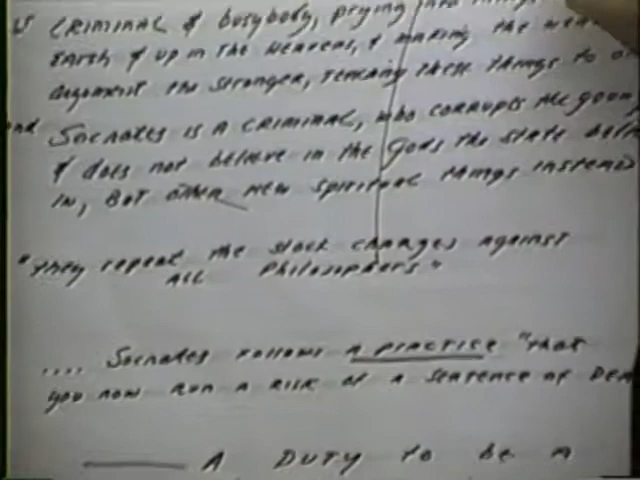 CRIMINAL & busybody, prying into things
EARTH & up in the HEAVENS, & making the
argument the stronger, teaching these things to
Socrates is a criminal, who corrupts the young
& does not believe in the gods the state
in, But other new spiritual things instead
"They repeat the stock charges against
ALL Philosophers"
.... Socrates follows a practice "that
you now run a risk of a sentence of
A DUTY to be a